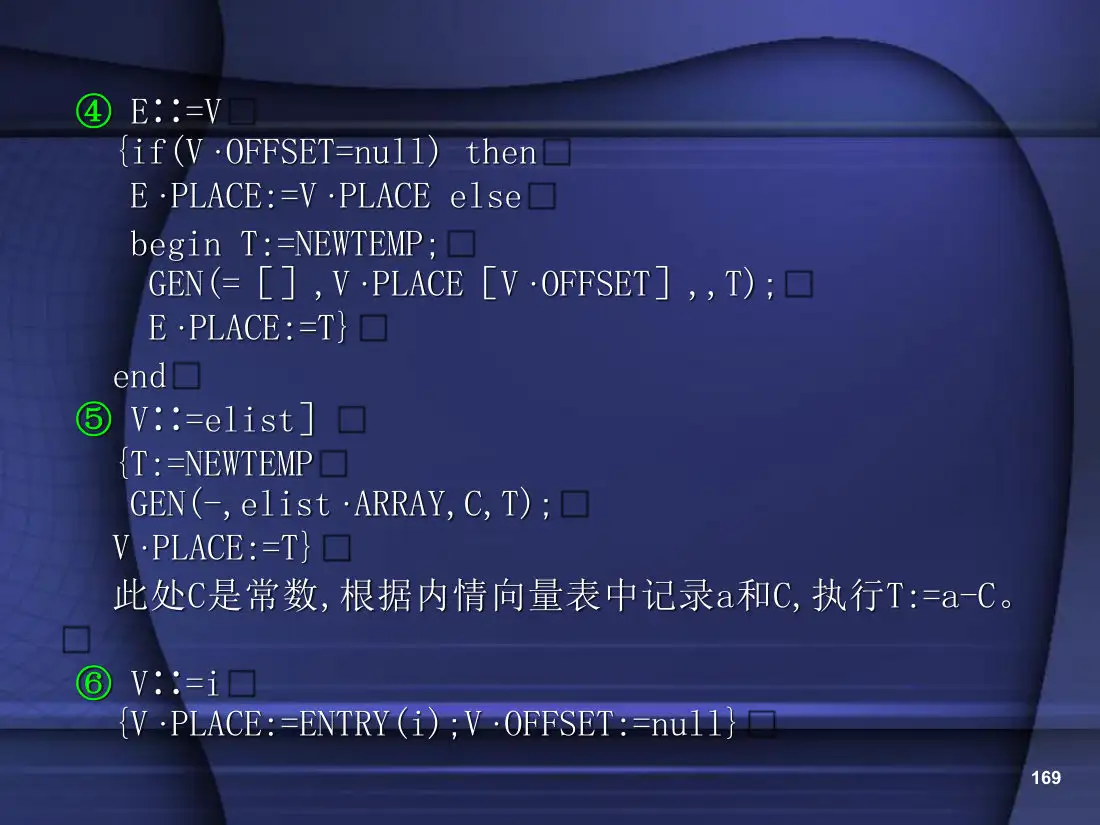 ④ E::=V
{if(V·OFFSET=null) then
E·PLACE:=V·PLACE else
begin T:=NEWTEMP;
GEN(=［］,V·PLACE［V·OFFSET］,,T);
E·PLACE:=T}
end
⑤ V::=elist］
{T:=NEWTEMP
GEN(-,elist·ARRAY,C,T);
V·PLACE:=T}
此处C是常数,根据内情向量表中记录a和C,执行T:=a-C。
⑥ V::=i
{V·PLACE:=ENTRY(i);V·OFFSET:=null}
169